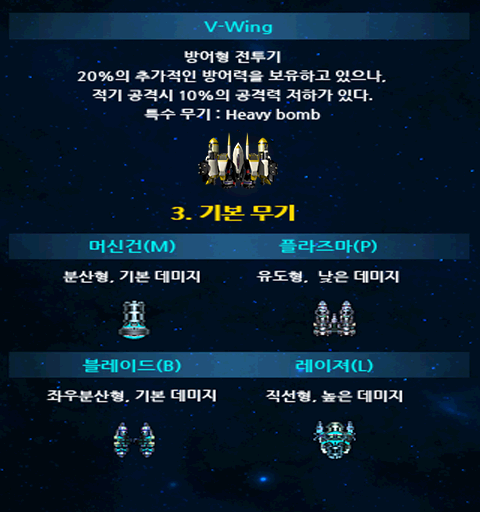 V-Wing
방어형 전투기
20%의 추가적인 방어력을 보유하고 있으나,
적기 공격시 10%의 공격력 저하가 있다.
특수 무기 : Heavy bomb
3. 기본 무기
머신건(M) 플라즈마(P)
분산형, 기본 데미지 유도형, 낮은 데미지
블레이드(B) 레이져(L)
좌우분산형, 기본 데미지 직선형, 높은 데미지